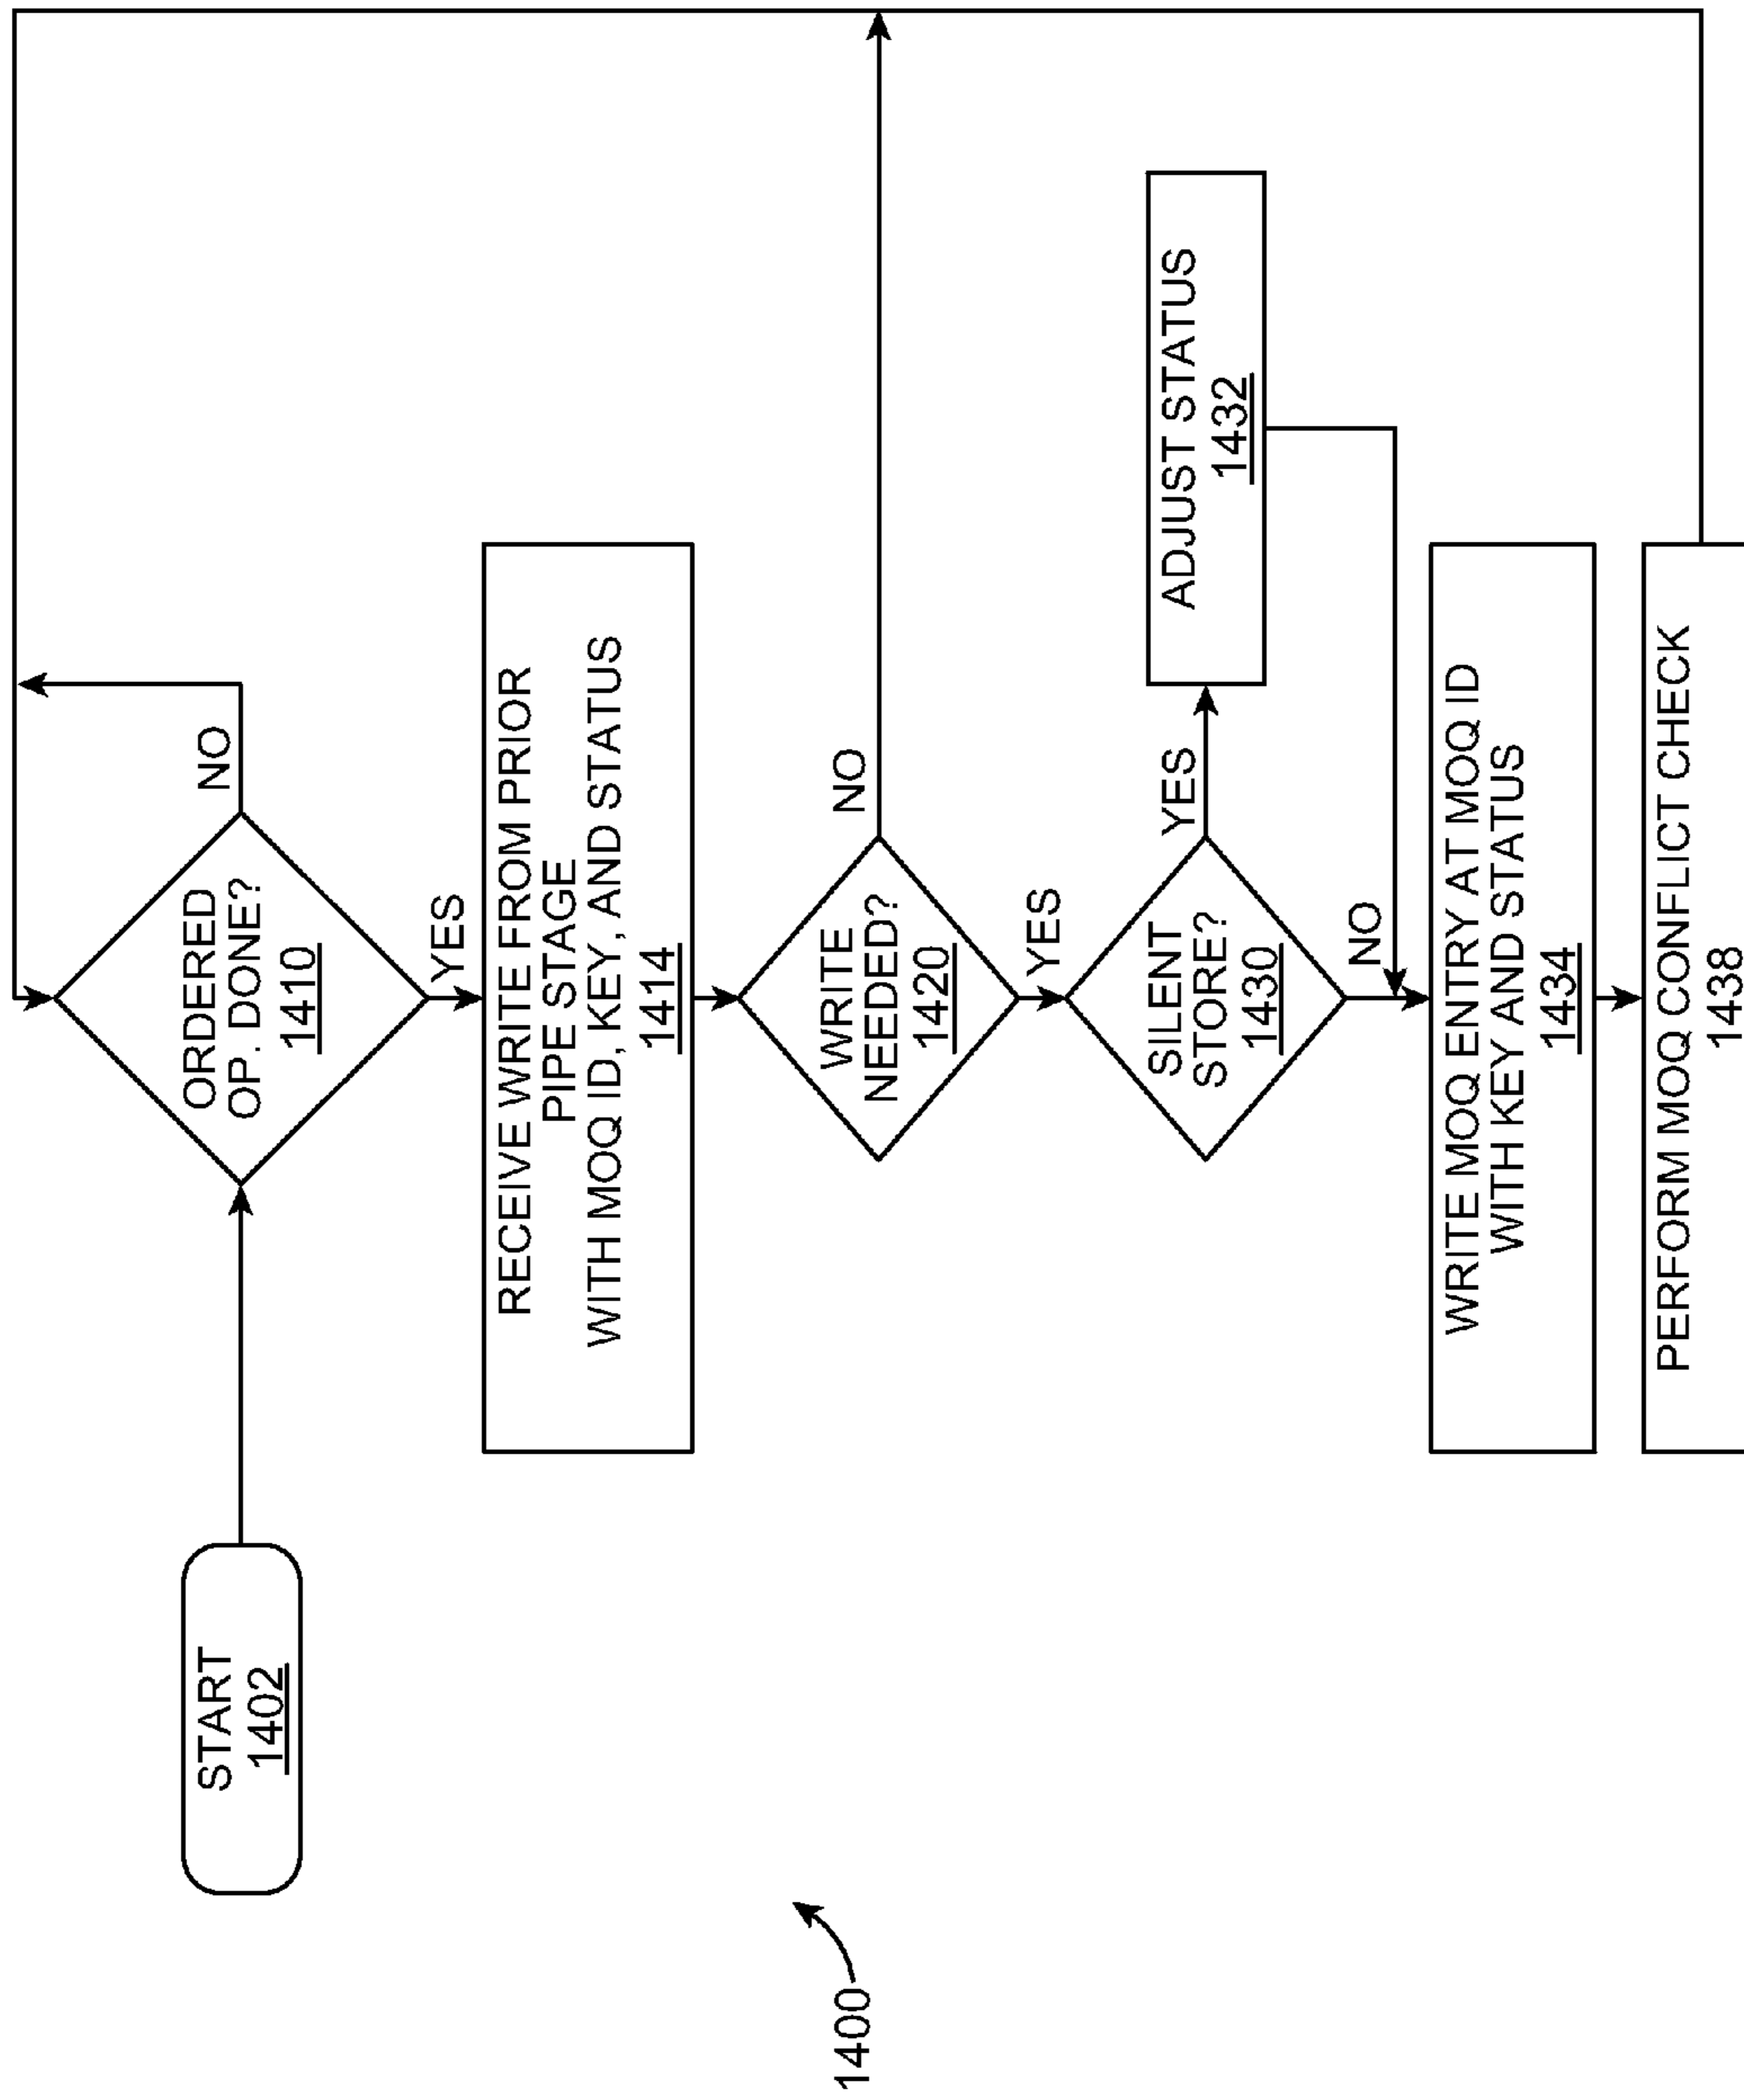 1400
START
1402
ORDERED
OP. DONE?
1410
NO
YES
RECEIVE WRITE FROM PRIOR
PIPE STAGE
WITH MOQ ID, KEY, AND STATUS
1414
WRITE
NEEDED?
1420
NO
YES
SILENT
STORE?
1430
YES
ADJUST STATUS
1432
NO
WRITE MOQ ENTRY AT MOQ ID
WITH KEY AND STATUS
1434
PERFORM MOQ CONFLICT CHECK
1438